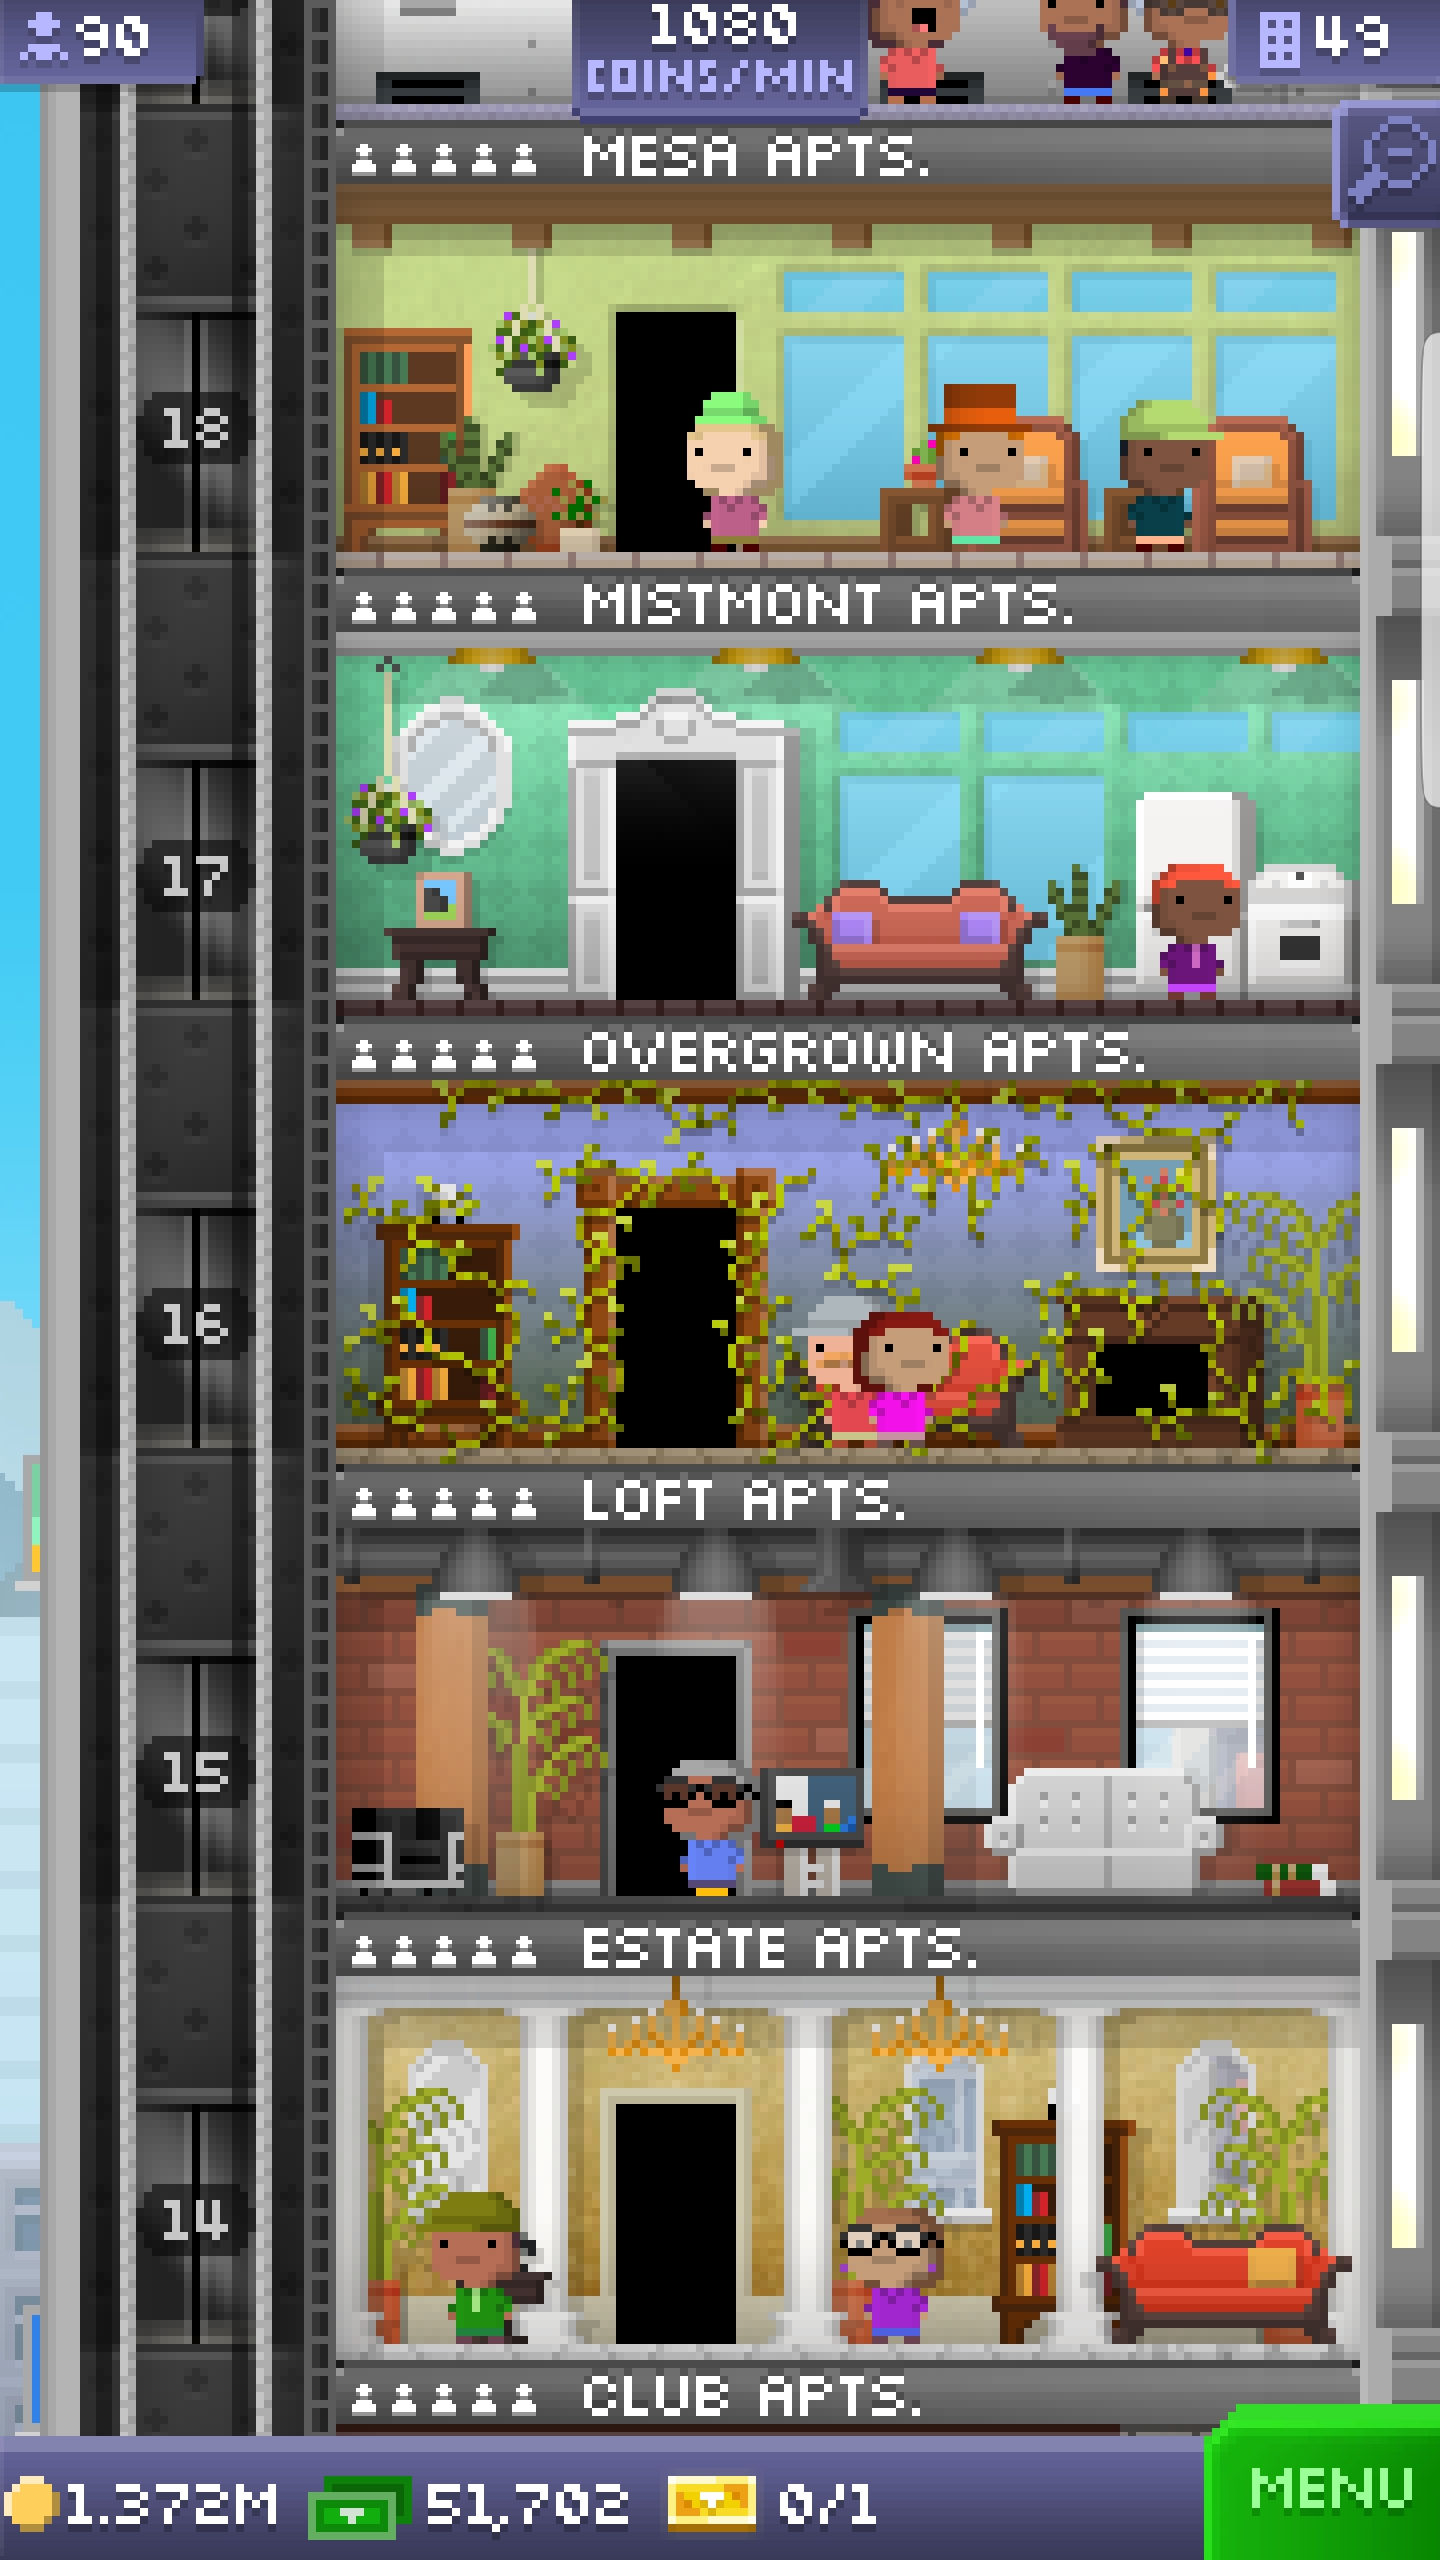 90
1080
COINS/MIN
49
MESA APTS.
18
MISTMONT APTS.
17
OVERGROWN APTS.
16
LOFT APTS.
15
ESTATE APTS.
14
CLUB APTS.
1.372M
51,702
0/1
MENU